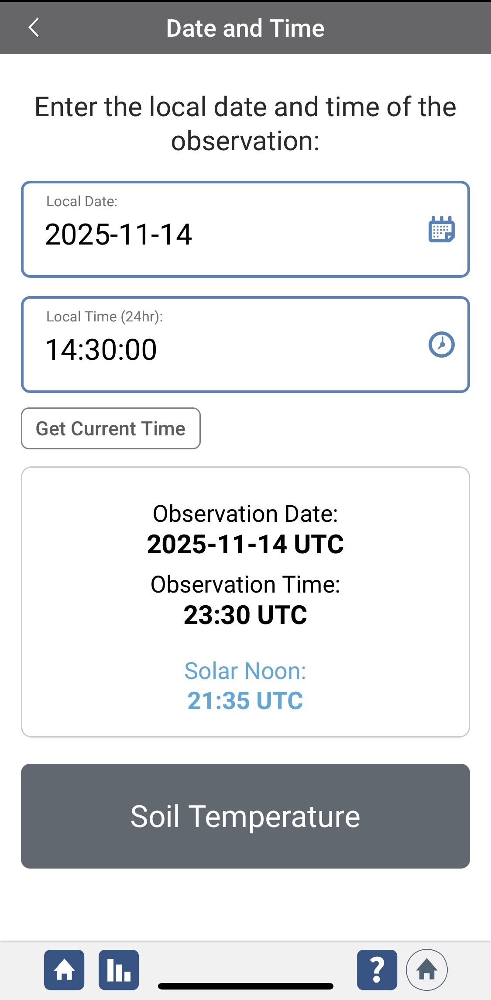 Date and Time
Enter the local date and time of the
observation:
Local Date:
2025-11-14
Local Time (24hr):
14:30:00
Get Current Time
Observation Date:
2025-11-14 UTC
Observation Time:
23:30 UTC
Solar Noon:
21:35 UTC
Soil Temperature
?